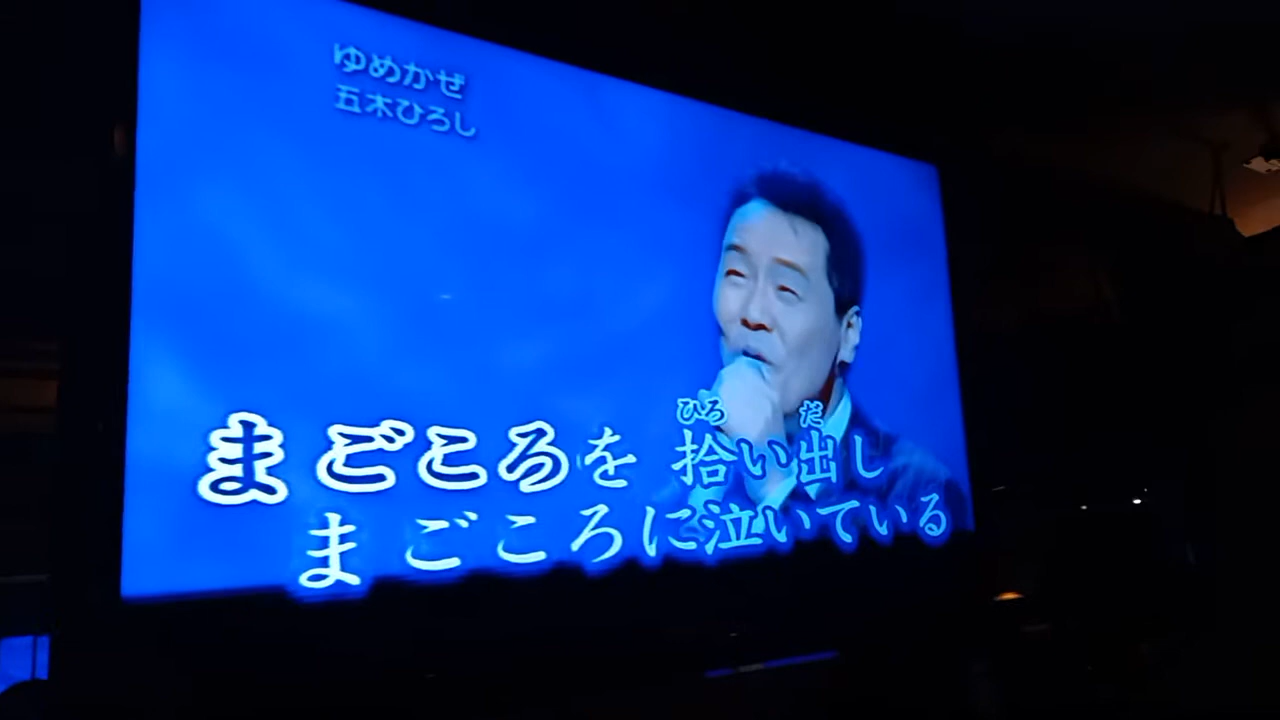 ゆめかぜ
五木ひろし
ひろ だ
まごころを 拾い出し
まごころに泣いている